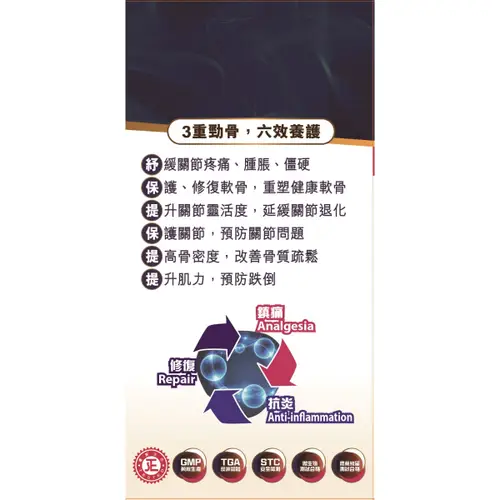 3重勁骨，六效養護
紓緩關節疼痛、腫脹、僵硬
保護、修復軟骨，重塑健康軟骨
提升關節靈活度，延緩關節退化
保護關節，預防關節問題
提高骨密度，改善骨質疏鬆
提升肌力，預防跌倒
鎮痛
Analgesia
修復
Repair
抗炎
Anti-inflammation
正
GMP
TGA
STC